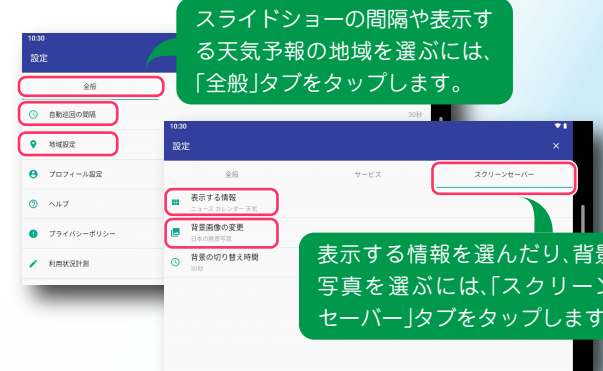 スライドショーの間隔や表示す
る天気予報の地域を選ぶには、
「全般」タブをタップします。
10:30
設定
全般
自動巡回の間隔
30秒
地域設定
プロフィール設定
ヘルプ
プライバシーポリシー
利用状況計測
10:30
設定
全般 サービス スクリーンセーバー
表示する情報
ニュース カレンダー 天気
背景画像の変更
日本の絶景写真
背景の切り替え時間
30秒
表示する情報を選んだり、背景
写真を選ぶには、「スクリーン
セーバー」タブをタップします